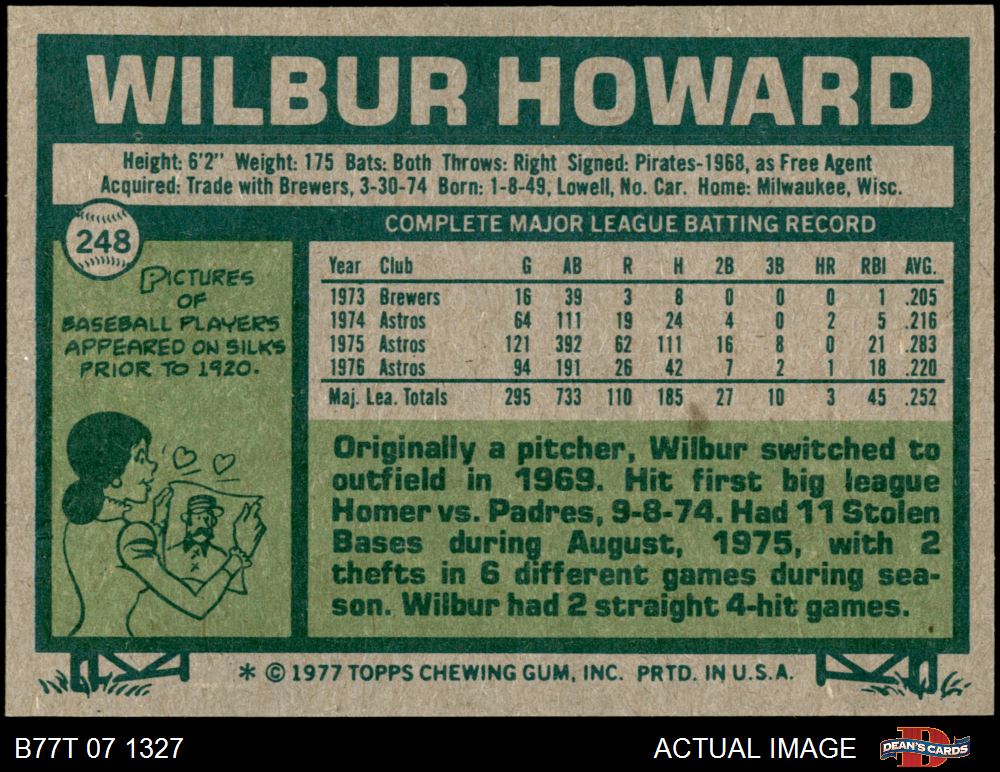 WILBUR HOWARD
Height: 6'2" Weight: 175 Bats: Both Throws: Right Signed: Pirates-1968, as Free Agent
Acquired: Trade with Brewers, 3-30-74 Born: 1-8-49, Lowell, No. Car. Home: Milwaukee, Wisc.
248
PICTURES
OF
BASEBALL PLAYERS
APPEARED ON SILKS
PRIOR TO 1920.
COMPLETE MAJOR LEAGUE BATTING RECORD
Year Club G AB R H 2B 3B HR RBI AVG.
1973 Brewers 16 39 3 8 0 0 0 1 .205
1974 Astros 64 111 19 24 4 0 2 5 .216
1975 Astros 121 392 62 111 16 8 0 21 .283
1976 Astros 94 191 26 42 7 2 1 18 .220
Maj. Lea. Totals 295 733 110 185 27 10 3 45 .252
Originally a pitcher, Wilbur switched to
outfield in 1969. Hit first big league
Homer vs. Padres, 9-8-74. Had 11 Stolen
Bases during August, 1975, with 2
thefts in 6 different games during sea-
son. Wilbur had 2 straight 4-hit games.
* © 1977 TOPPS CHEWING GUM, INC. PRTD. IN U.S.A.
B77T 07 1327
ACTUAL IMAGE
D
DEAN'S CARDS